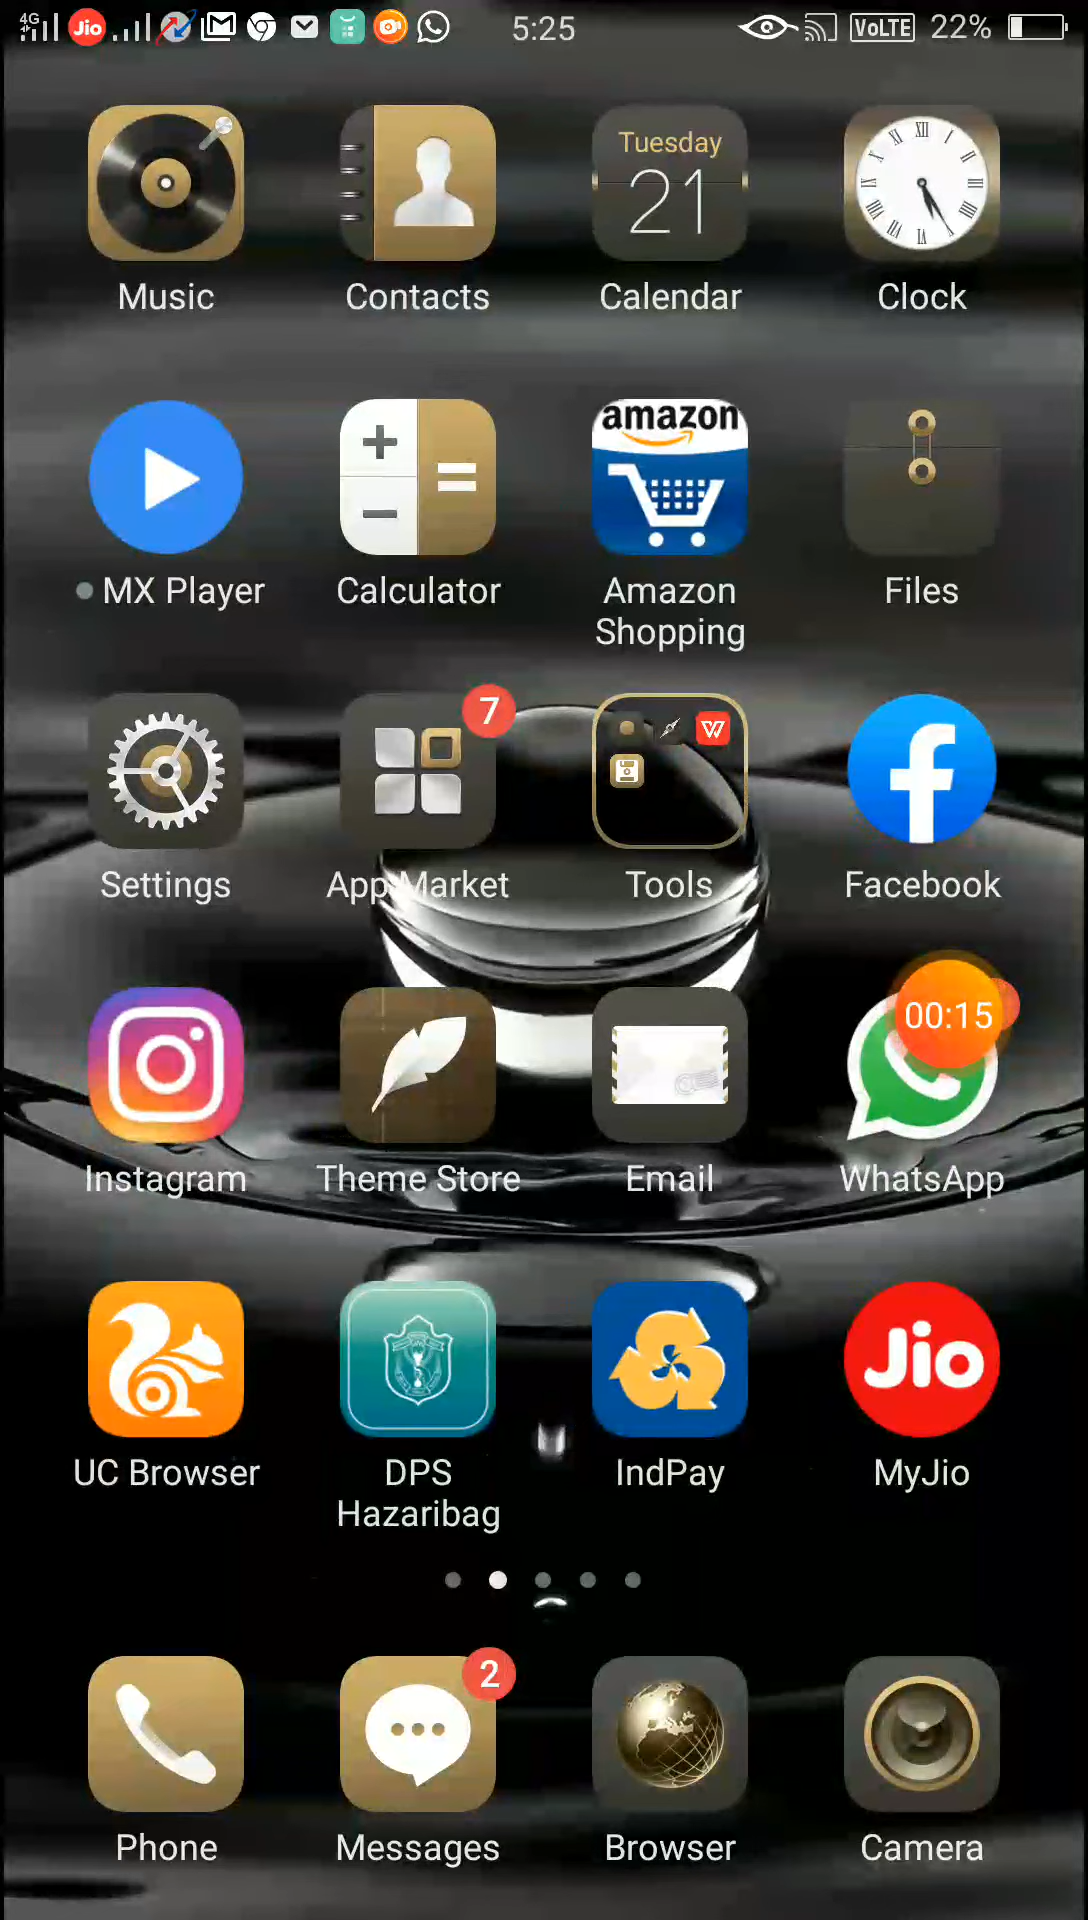 4G Jio 5:25 VoLTE 22%
Tuesday
21
XII
Music Contacts Calendar Clock
amazon
MX Player Calculator Amazon Shopping Files
7
Settings App Market Tools Facebook
00:15
Instagram Theme Store Email WhatsApp
Jio
UC Browser DPS Hazaribag IndPay MyJio
2
Phone Messages Browser Camera